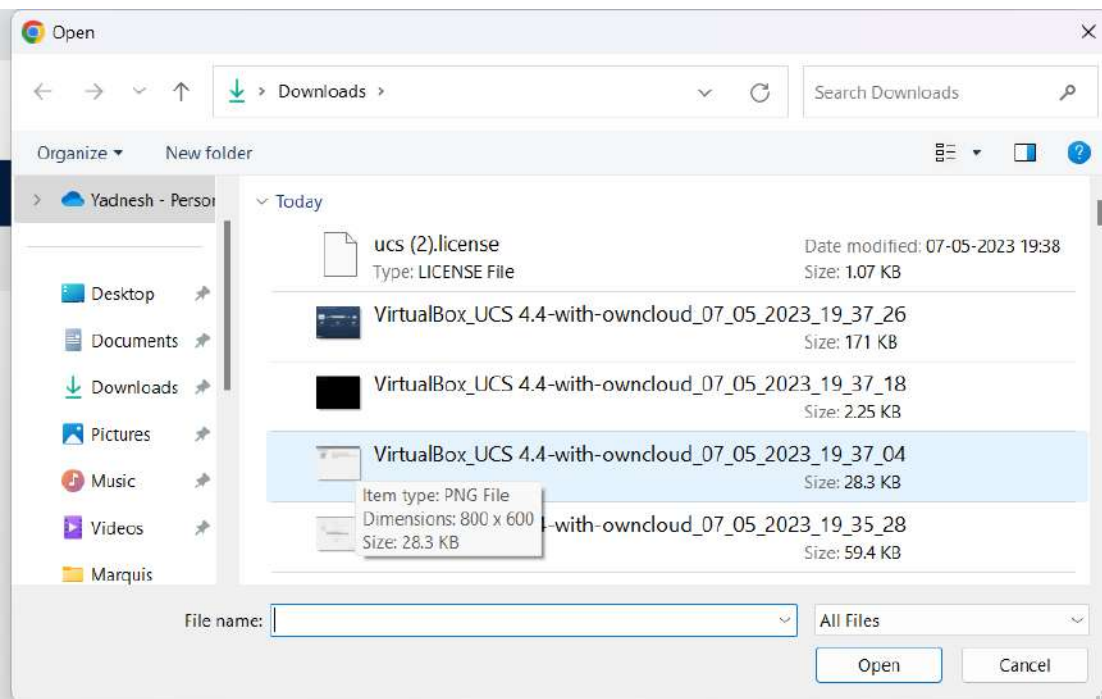 Open
Downloads
Search Downloads
Organize
New folder
Yadnesh - Person
Today
ucs (2).license
Type: LICENSE File
Date modified: 07-05-2023 19:38
Size: 1.07 KB
VirtualBox_UCS 4.4-with-owncloud_07_05_2023_19_37_26
Size: 171 KB
VirtualBox_UCS 4.4-with-owncloud_07_05_2023_19_37_18
Size: 2.25 KB
VirtualBox_UCS 4.4-with-owncloud_07_05_2023_19_37_04
Size: 28.3 KB
Item type: PNG File
Dimensions: 800 x 600
Size: 28.3 KB
-with-owncloud_07_05_2023_19_35_28
Size: 59.4 KB
Desktop
Documents
Downloads
Pictures
Music
Videos
Marquis
File name:
All Files
Open
Cancel